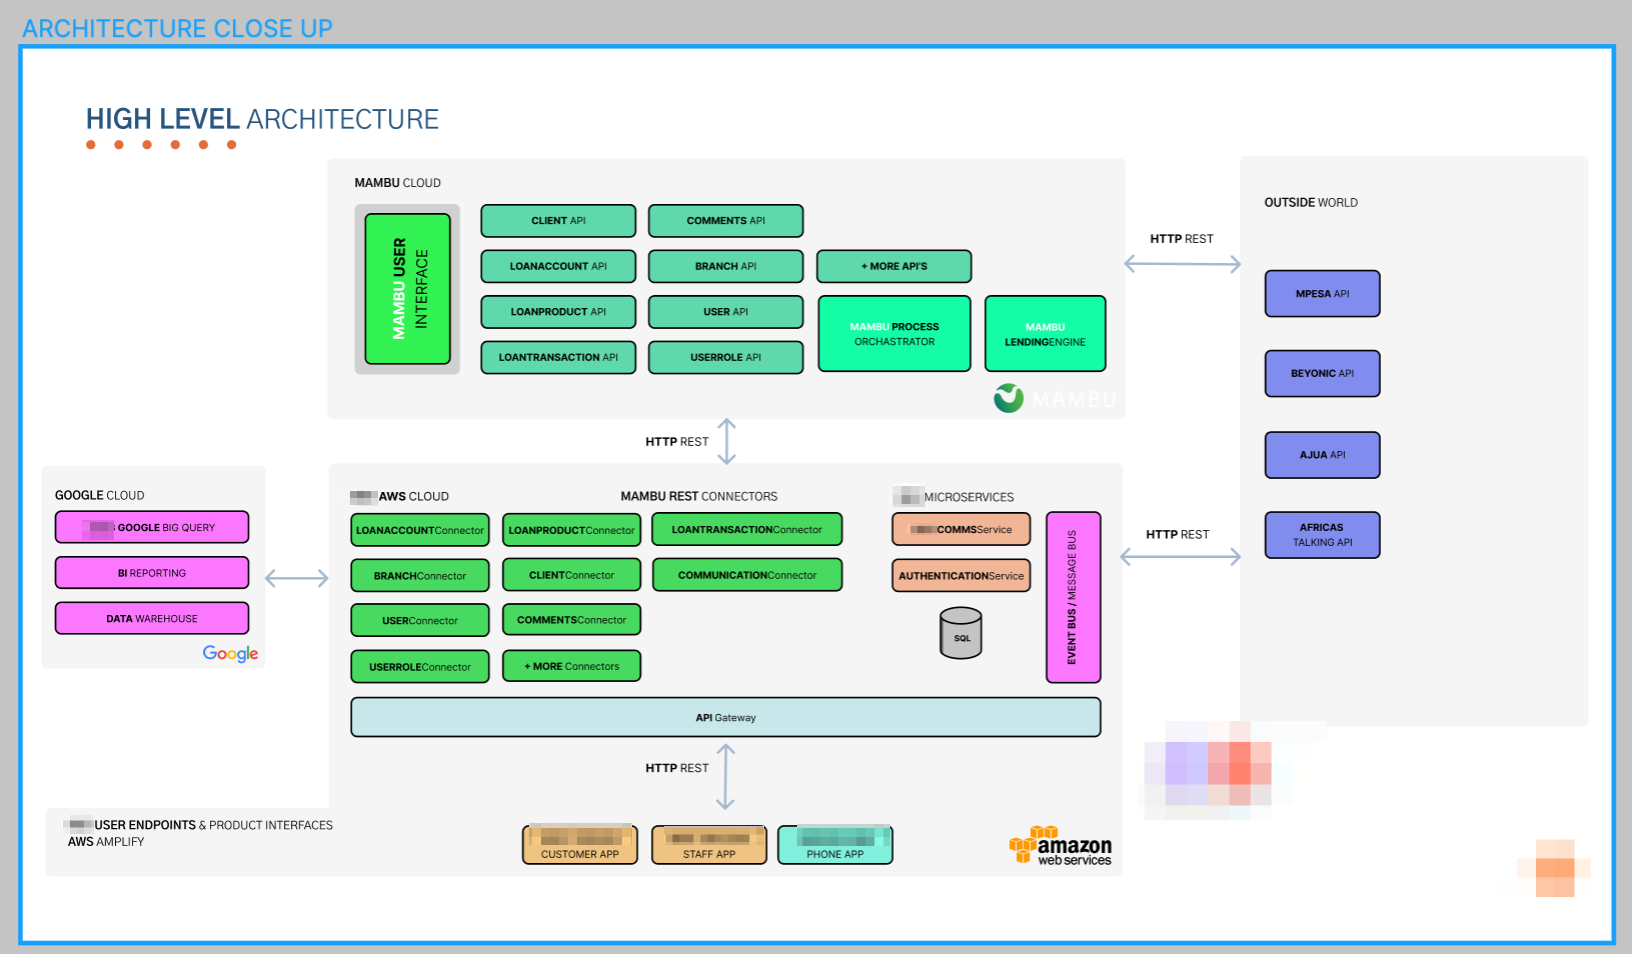 ARCHITECTURE CLOSE UP
HIGH LEVEL ARCHITECTURE
MAMBU CLOUD
MAMBU USER
INTERFACE
CLIENT API
COMMENTS API
LOANACCOUNT API
BRANCH API
+ MORE API'S
LOANPRODUCT API
USER API
LOANTRANSACTION API
USERROLE API
MAMBU PROCESS
ORCHASTRATOR
MAMBU
LENDINGENGINE
MAMBU
HTTP REST
OUTSIDE WORLD
MPESA API
BEYONIC API
AJUA API
AFRICAS
TALKING API
HTTP REST
HTTP REST
GOOGLE CLOUD
GOOGLE BIG QUERY
BI REPORTING
DATA WAREHOUSE
Google
AWS CLOUD
MAMBU REST CONNECTORS
MICROSERVICES
LOANACCOUNTConnector
LOANPRODUCTConnector
LOANTRANSACTIONConnector
BRANCHConnector
CLIENTConnector
COMMUNICATIONConnector
USERConnector
COMMENTSConnector
USERROLEConnector
+ MORE Connectors
COMMSService
AUTHENTICATIONService
SQL
EVENT BUS / MESSAGE BUS
API Gateway
HTTP REST
USER ENDPOINTS & PRODUCT INTERFACES
AWS AMPLIFY
CUSTOMER APP
STAFF APP
PHONE APP
amazon
web services